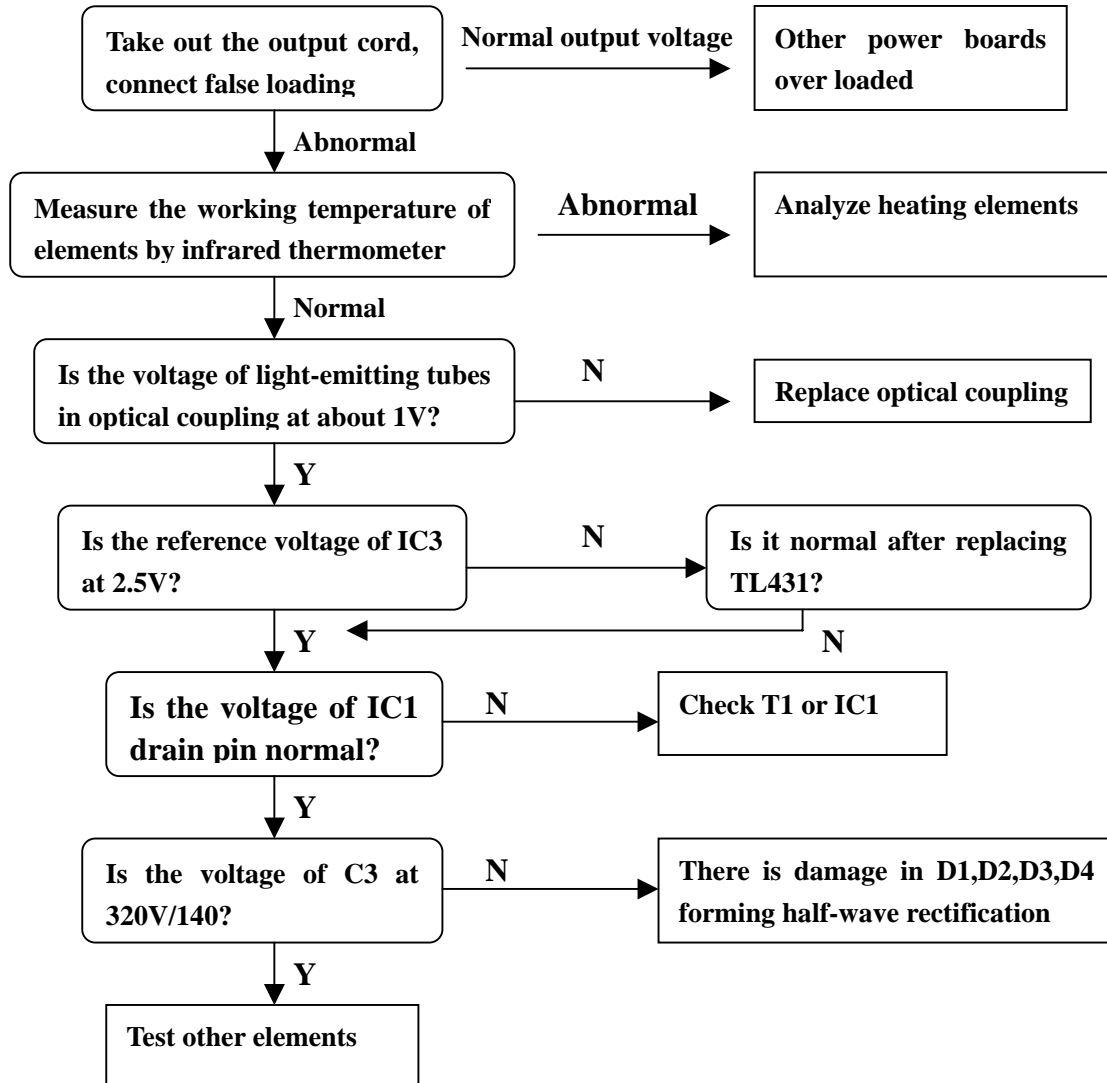 Take out the output cord,
connect false loading
Normal output voltage
Other power boards
over loaded
Abnormal
Measure the working temperature of
elements by infrared thermometer
Abnormal
Analyze heating elements
Normal
Is the voltage of light-emitting tubes
in optical coupling at about 1V?
N
Replace optical coupling
Y
Is the reference voltage of IC3
at 2.5V?
N
Is it normal after replacing
TL431?
Y
N
Is the voltage of IC1
drain pin normal?
N
Check T1 or IC1
Y
Is the voltage of C3 at
320V/140?
N
There is damage in D1,D2,D3,D4
forming half-wave rectification
Y
Test other elements